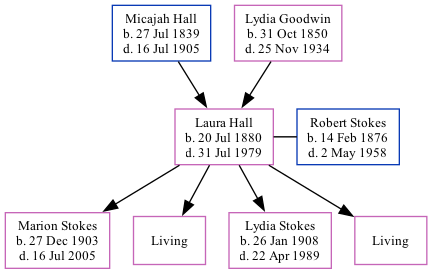 Micajah Hall
b. 27 Jul 1839
d. 16 Jul 1905
Lydia Goodwin
b. 31 Oct 1850
d. 25 Nov 1934
Laura Hall
b. 20 Jul 1880
d. 31 Jul 1979
Robert Stokes
b. 14 Feb 1876
d. 2 May 1958
Marion Stokes
b. 27 Dec 1903
d. 16 Jul 2005
Living
Lydia Stokes
b. 26 Jan 1908
d. 22 Apr 1989
Living